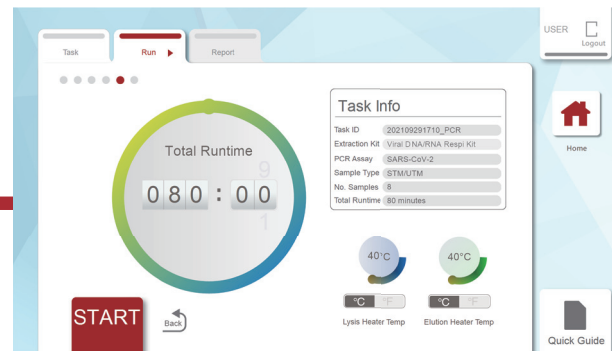 USER
Logout
Task
Run
Report
Total Runtime
9
080:00
1
Task Info
Task ID 202109291710_PCR
Extraction Kit Viral DNA/RNA Respi Kit
PCR Assay SARS-CoV-2
Sample Type STM/UTM
No. Samples 8
Total Runtime 80 minutes
Home
40°C 40°C
°C °F °C °F
Lysis Heater Temp Elution Heater Temp
START
Back
Quick Guide